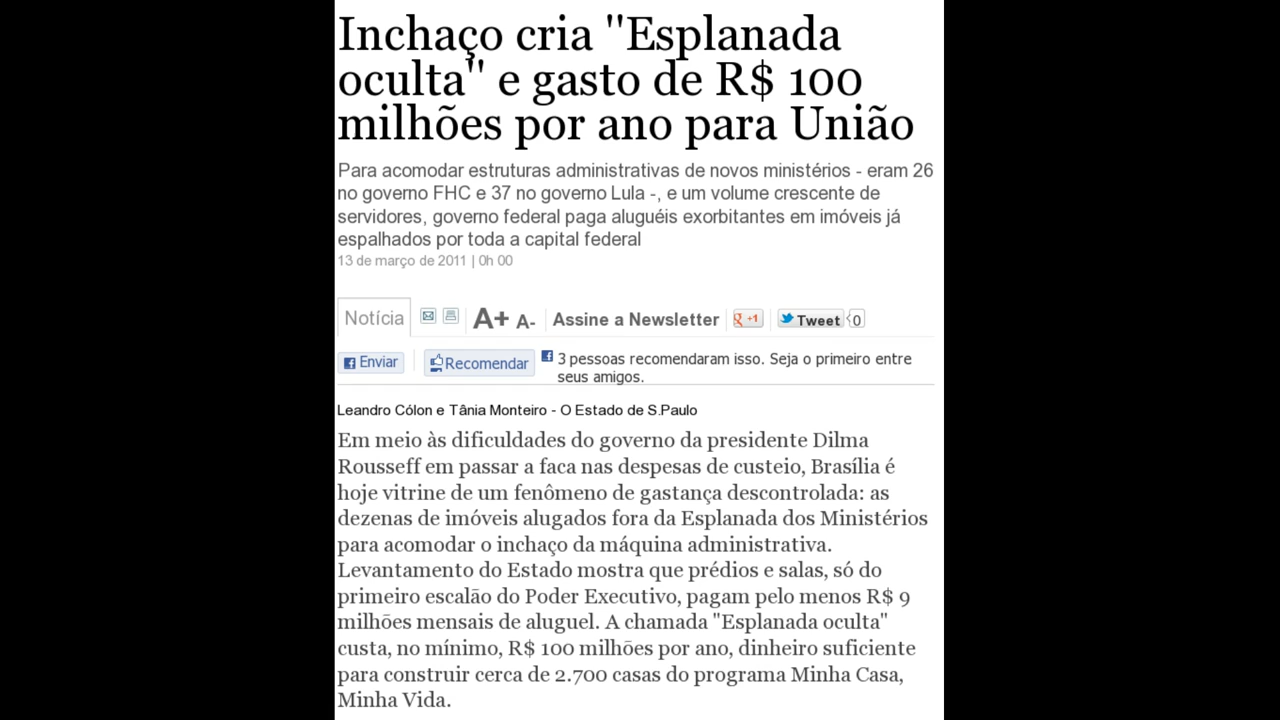 Inchaço cria "Esplanada
oculta" e gasto de R$ 100
milhões por ano para União
Para acomodar estruturas administrativas de novos ministérios - eram 26
no governo FHC e 37 no governo Lula -, e um volume crescente de
servidores, governo federal paga aluguéis exorbitantes em imóveis já
espalhados por toda a capital federal
13 de março de 2011 | 0h 00
Notícia A+ A- Assine a Newsletter +1 Tweet 0
Enviar Recomendar 3 pessoas recomendaram isso. Seja o primeiro entre
seus amigos.
Leandro Cólon e Tânia Monteiro - O Estado de S.Paulo
Em meio às dificuldades do governo da presidente Dilma
Rousseff em passar a faca nas despesas de custeio, Brasília é
hoje vitrine de um fenômeno de gastança descontrolada: as
dezenas de imóveis alugados fora da Esplanada dos Ministérios
para acomodar o inchaço da máquina administrativa.
Levantamento do Estado mostra que prédios e salas, só do
primeiro escalão do Poder Executivo, pagam pelo menos R$ 9
milhões mensais de aluguel. A chamada "Esplanada oculta"
custa, no mínimo, R$ 100 milhões por ano, dinheiro suficiente
para construir cerca de 2.700 casas do programa Minha Casa,
Minha Vida.